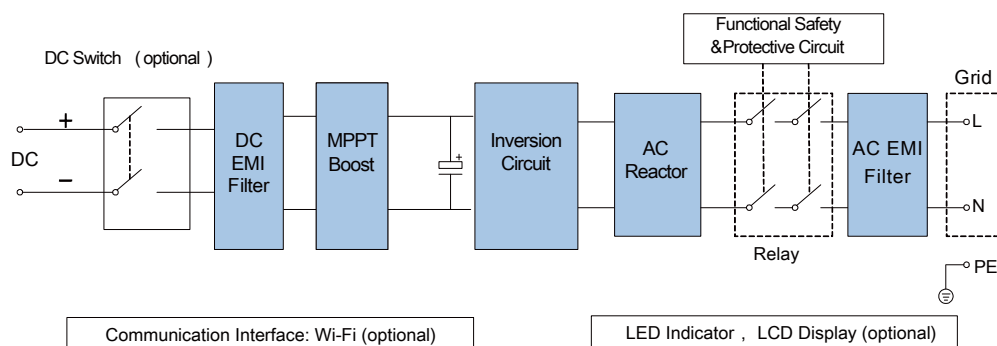 Functional Safety
&Protective Circuit
DC Switch (optional)
Grid
+
DC
−
DC
EMI
Filter
MPPT
Boost
+
Inversion
Circuit
AC
Reactor
AC EMI
Filter
L
N
Relay
PE
Communication Interface: Wi-Fi (optional)
LED Indicator , LCD Display (optional)